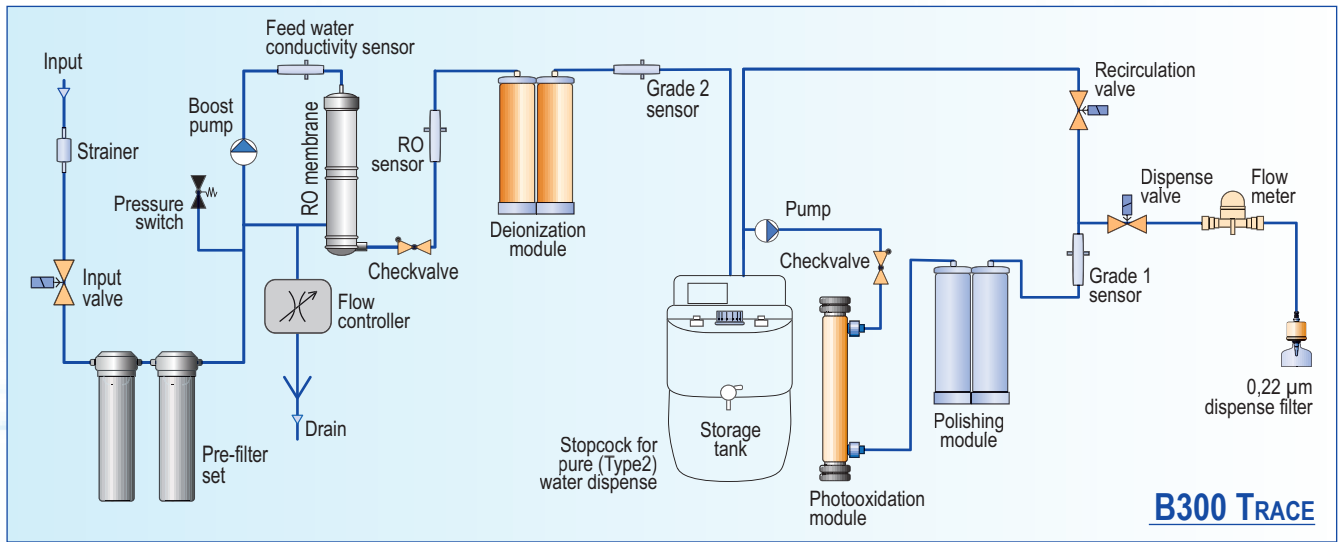 Input
Strainer
Pressure
switch
Input
valve
Pre-filter
set
Boost
pump
Feed water
conductivity sensor
RO membrane
Checkvalve
Flow
controller
Drain
RO
sensor
Deionization
module
Grade 2
sensor
Pump
Checkvalve
Storage
tank
Stopcock for
pure (Type2)
water dispense
Photooxidation
module
Polishing
module
Recirculation
valve
Dispense
valve
Flow
meter
Grade 1
sensor
0,22 µm
dispense filter
B300 TRACE